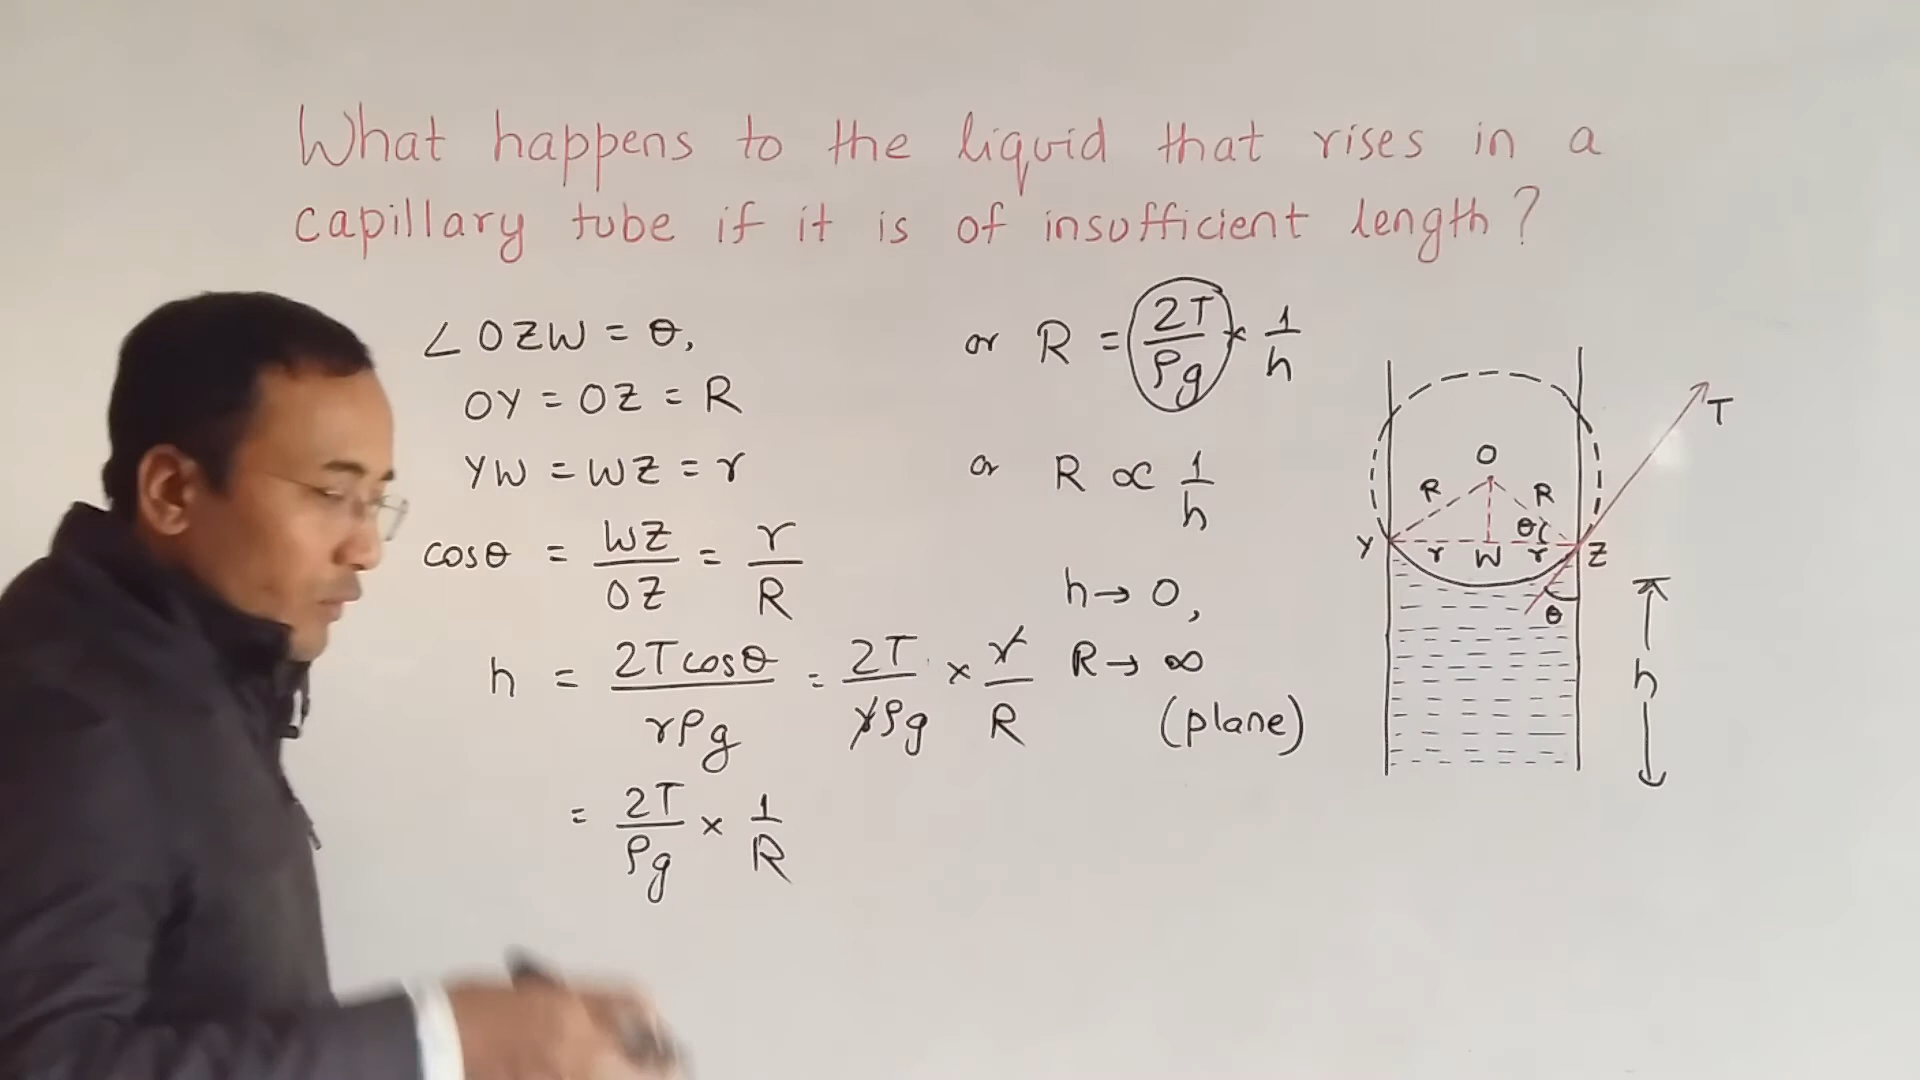 What happens to the liquid that rises in a
capillary tube if it is of insufficient length?
∠OZW = θ,
OY = OZ = R
YW = WZ = r
cosθ = WZ/OZ = r/R
h = 2Tcosθ/rρg = 2T/rρg × r/R
= 2T/ρg × 1/R
or R = 2T/ρg × 1/h
or R ∝ 1/h
h → 0,
R → ∞
(plane)
T
O
R R
θ
Y r W r Z
θ
h